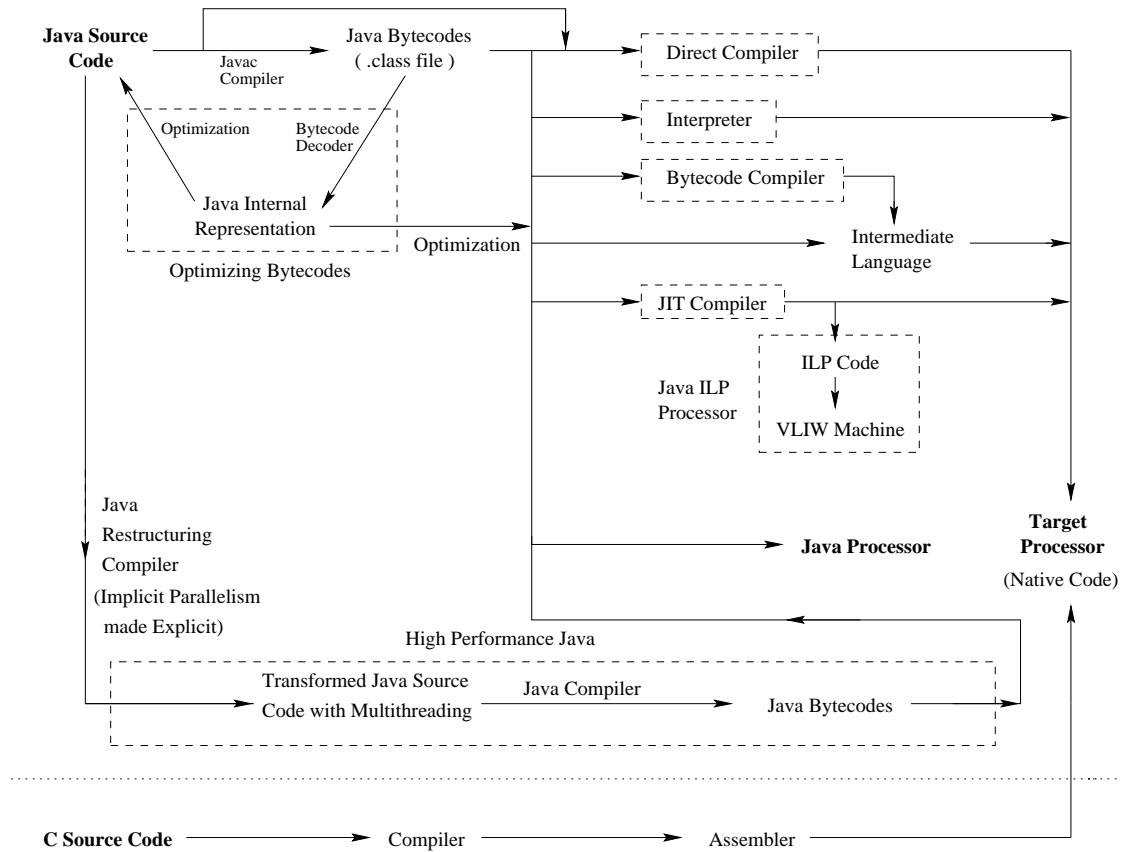 Java Source
Code
Javac
Compiler
Java Bytecodes
( .class file )
Direct Compiler
Optimization
Bytecode
Decoder
Interpreter
Bytecode Compiler
Java Internal
Representation
Optimization
Optimizing Bytecodes
Intermediate
Language
JIT Compiler
ILP Code
Java ILP
Processor
VLIW Machine
Java
Restructuring
Compiler
(Implicit Parallelism
made Explicit)
Java Processor
Target
Processor
(Native Code)
High Performance Java
Transformed Java Source
Code with Multithreading
Java Compiler
Java Bytecodes
C Source Code
Compiler
Assembler